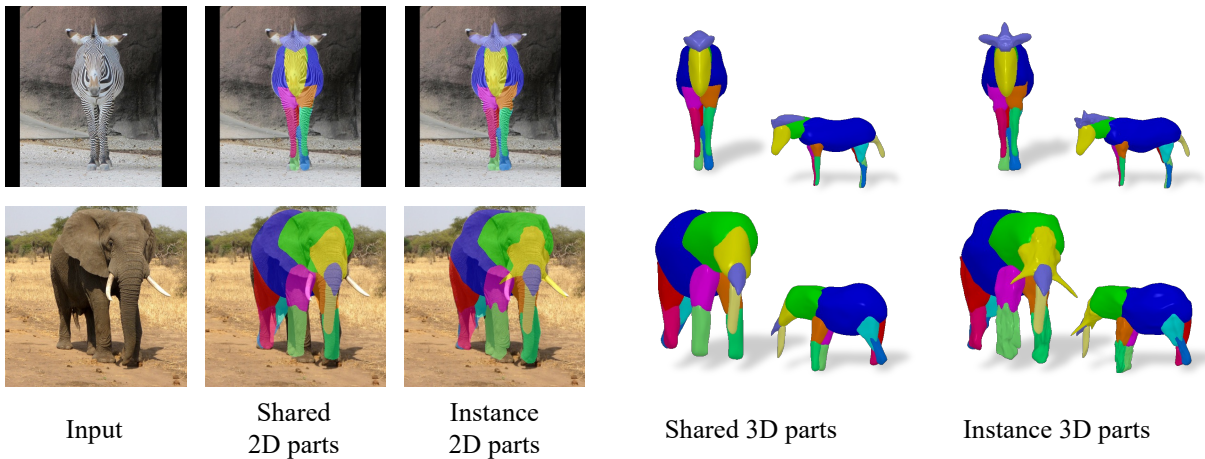 Input
Shared
2D parts
Instance
2D parts
Shared 3D parts
Instance 3D parts